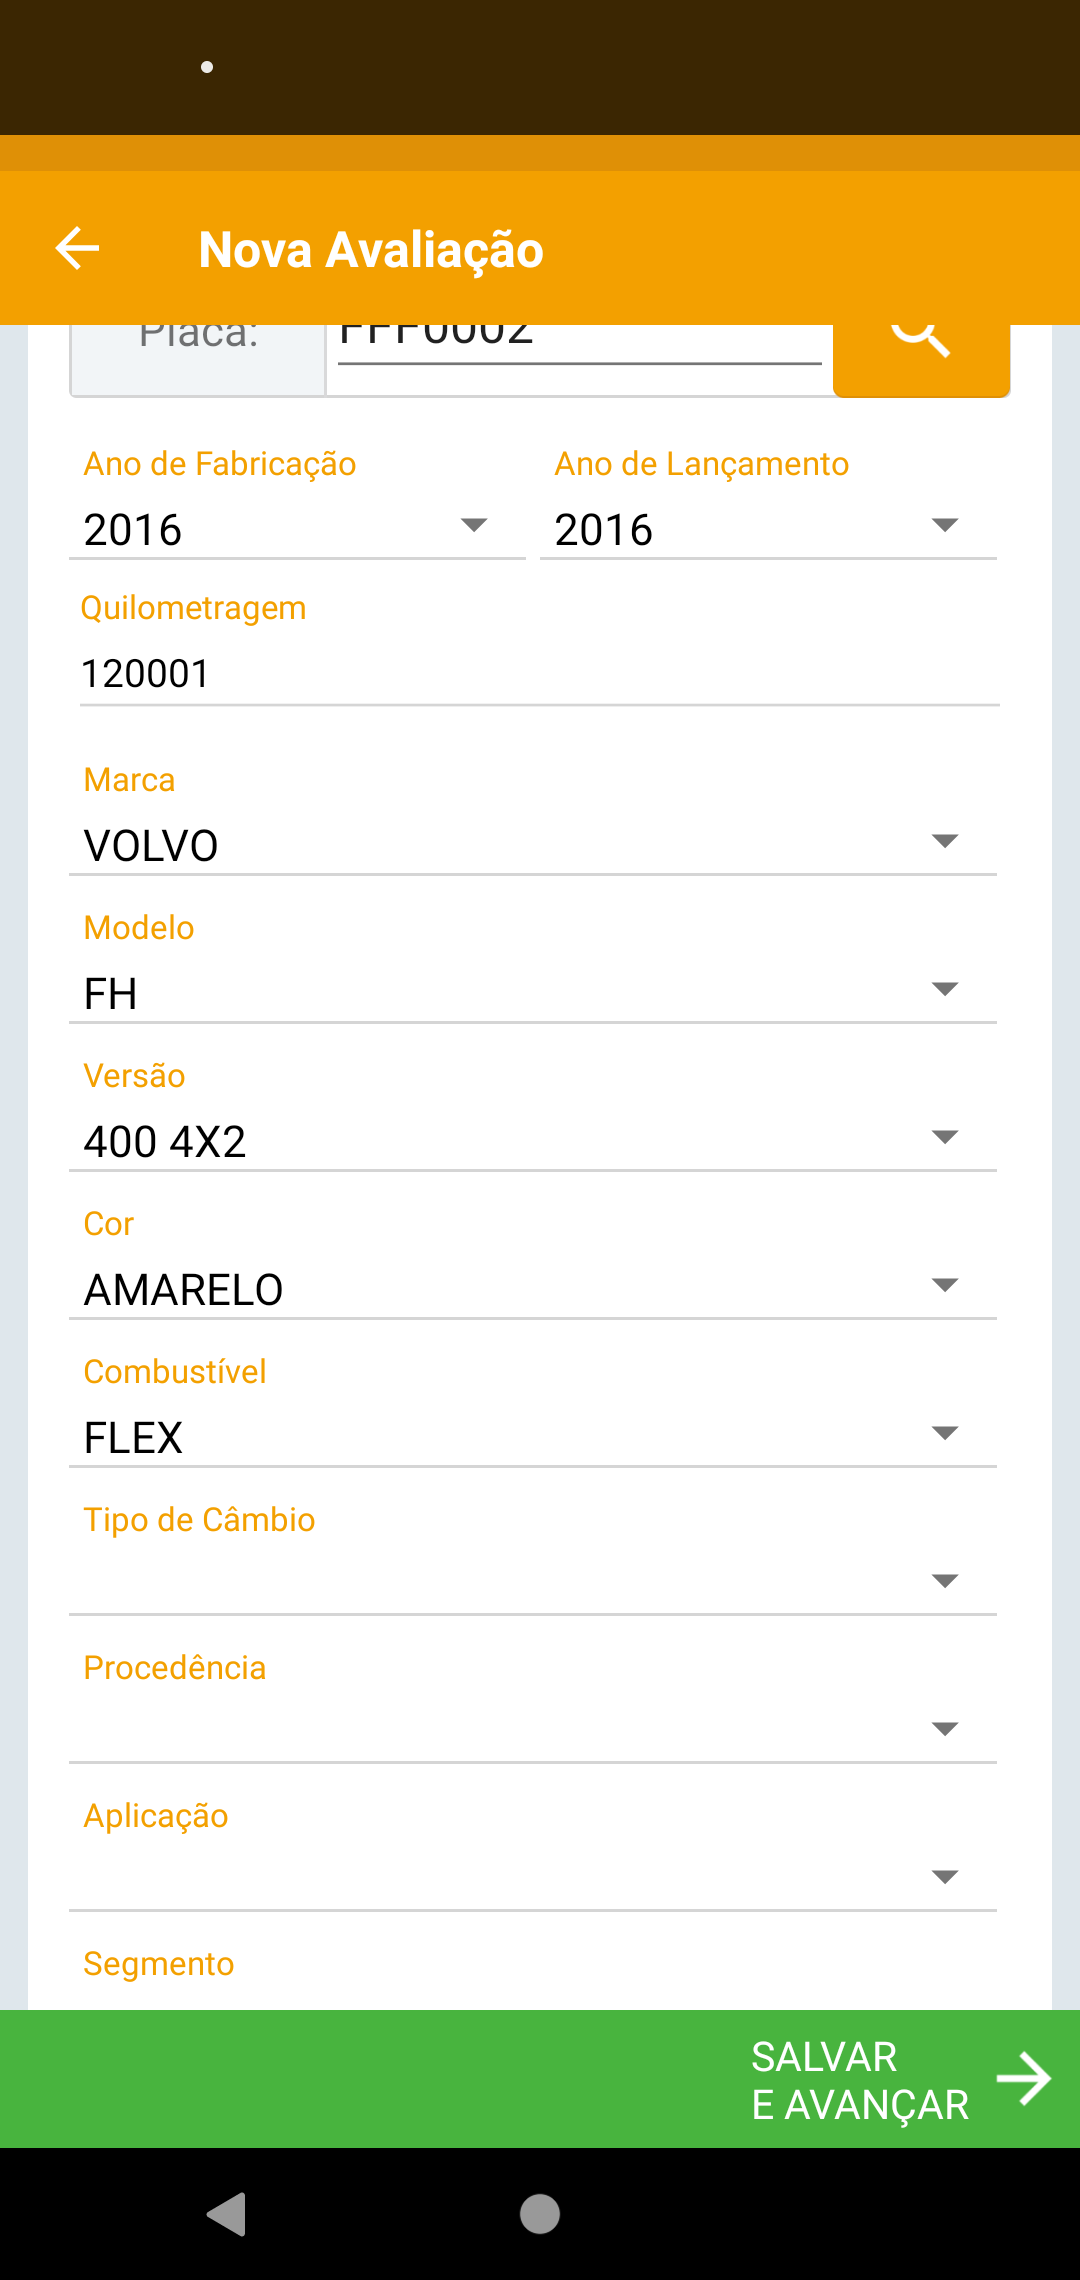 Nova Avaliação
Placa:
FFF0002
Ano de Fabricação
Ano de Lançamento
2016
2016
Quilometragem
120001
Marca
VOLVO
Modelo
FH
Versão
400 4X2
Cor
AMARELO
Combustível
FLEX
Tipo de Câmbio
Procedência
Aplicação
Segmento
SALVAR
E AVANÇAR